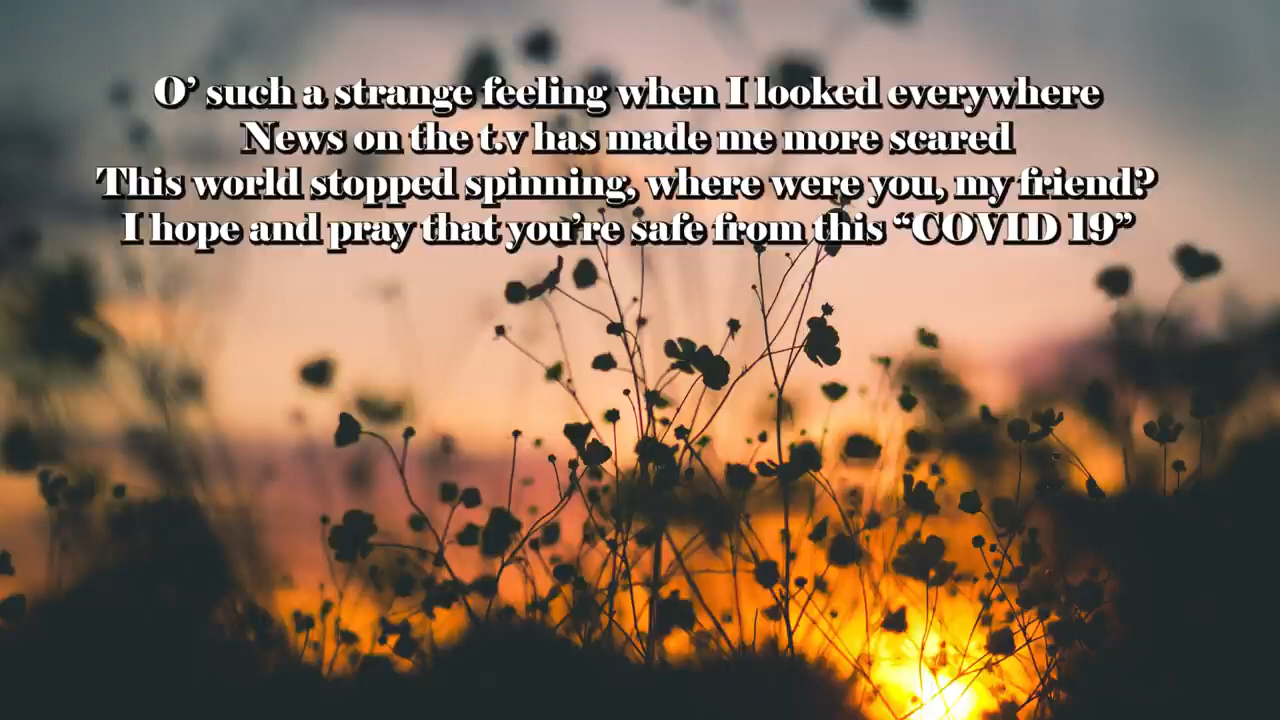 O’ such a strange feeling when I looked everywhere
News on the t.v has made me more scared
This world stopped spinning, where were you, my friend?
I hope and pray that you’re safe from this “COVID 19”